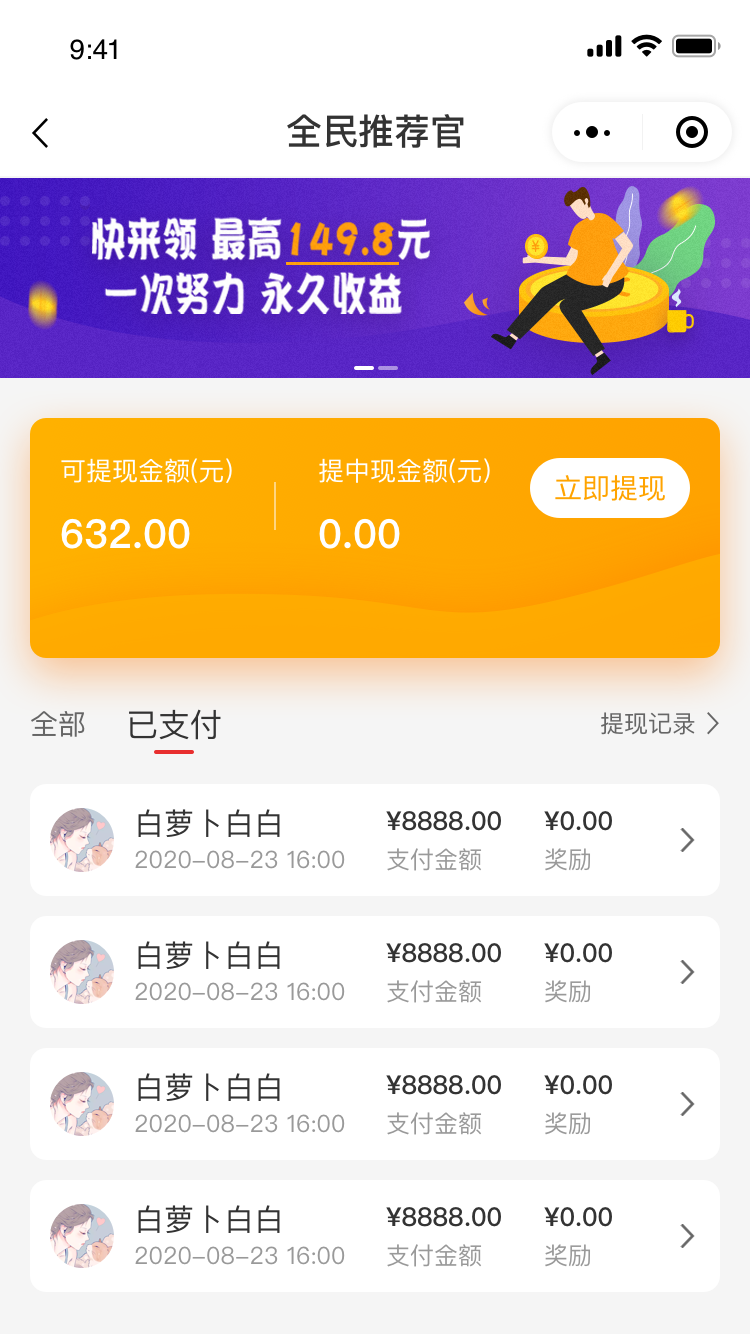 9:41
全民推荐官
快来领 最高149.8元
一次努力 永久收益
可提现金额(元) 提中现金额(元) 立即提现
632.00 0.00
全部 已支付 提现记录
白萝卜白白 ¥8888.00 ¥0.00
2020-08-23 16:00 支付金额 奖励
白萝卜白白 ¥8888.00 ¥0.00
2020-08-23 16:00 支付金额 奖励
白萝卜白白 ¥8888.00 ¥0.00
2020-08-23 16:00 支付金额 奖励
白萝卜白白 ¥8888.00 ¥0.00
2020-08-23 16:00 支付金额 奖励